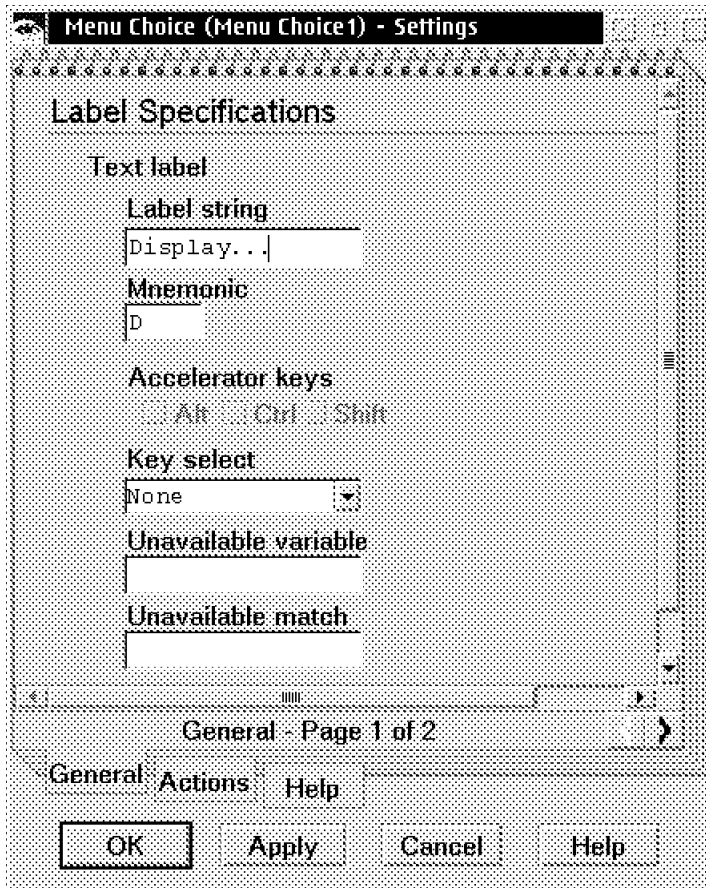 Menu Choice (Menu Choice1) - Settings
Label Specifications
Text label
Label string
Display...
Mnemonic
D
Accelerator keys
Alt Ctrl Shift
Key select
None
Unavailable variable
Unavailable match
General - Page 1 of 2
General Actions Help
OK Apply Cancel Help